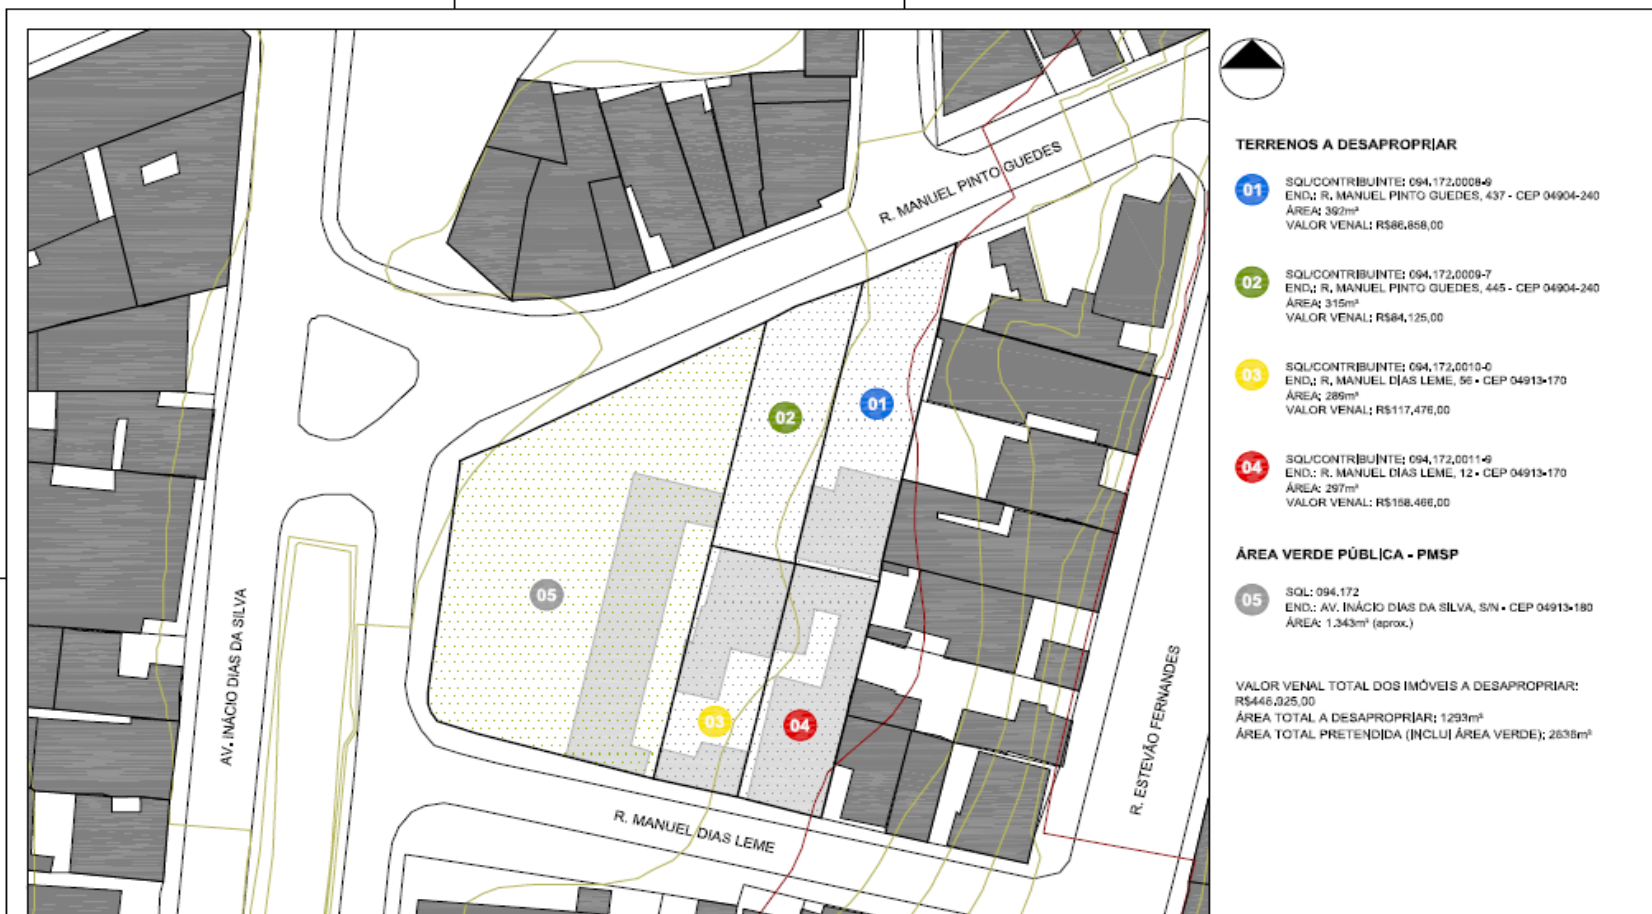 R. MANUEL PINTO GUEDES
AV. INÁCIO DIAS DA SILVA
R. MANUEL DIAS LEME
R. ESTEVÃO FERNANDES
01
02
03
04
05
TERRENOS A DESAPROPRIAR
01
SQL/CONTRIBUINTE: 094.172.0008-9
END.: R. MANUEL PINTO GUEDES, 437 - CEP 04904-240
ÁREA: 392m²
VALOR VENAL: R$86.858,00
02
SQL/CONTRIBUINTE: 094.172.0009-7
END.: R. MANUEL PINTO GUEDES, 445 - CEP 04904-240
ÁREA: 315m²
VALOR VENAL: R$84.125,00
03
SQL/CONTRIBUINTE: 094.172.0010-0
END.: R. MANUEL DIAS LEME, 56 - CEP 04913-170
ÁREA: 289m²
VALOR VENAL: R$117,476,00
04
SQL/CONTRIBUINTE: 094.172.0011-9
END.: R. MANUEL DIAS LEME, 12 - CEP 04913-170
ÁREA: 297m²
VALOR VENAL: R$158.466,00
ÁREA VERDE PÚBLICA - PMSP
05
SQL: 094.172
END.: AV. INÁCIO DIAS DA SILVA, S/N - CEP 04913-180
ÁREA: 1.343m² (aprox.)
VALOR VENAL TOTAL DOS IMÓVEIS A DESAPROPRIAR:
R$446.925,00
ÁREA TOTAL A DESAPROPRIAR: 1293m²
ÁREA TOTAL PRETENDIDA (INCLUI ÁREA VERDE): 2636m²